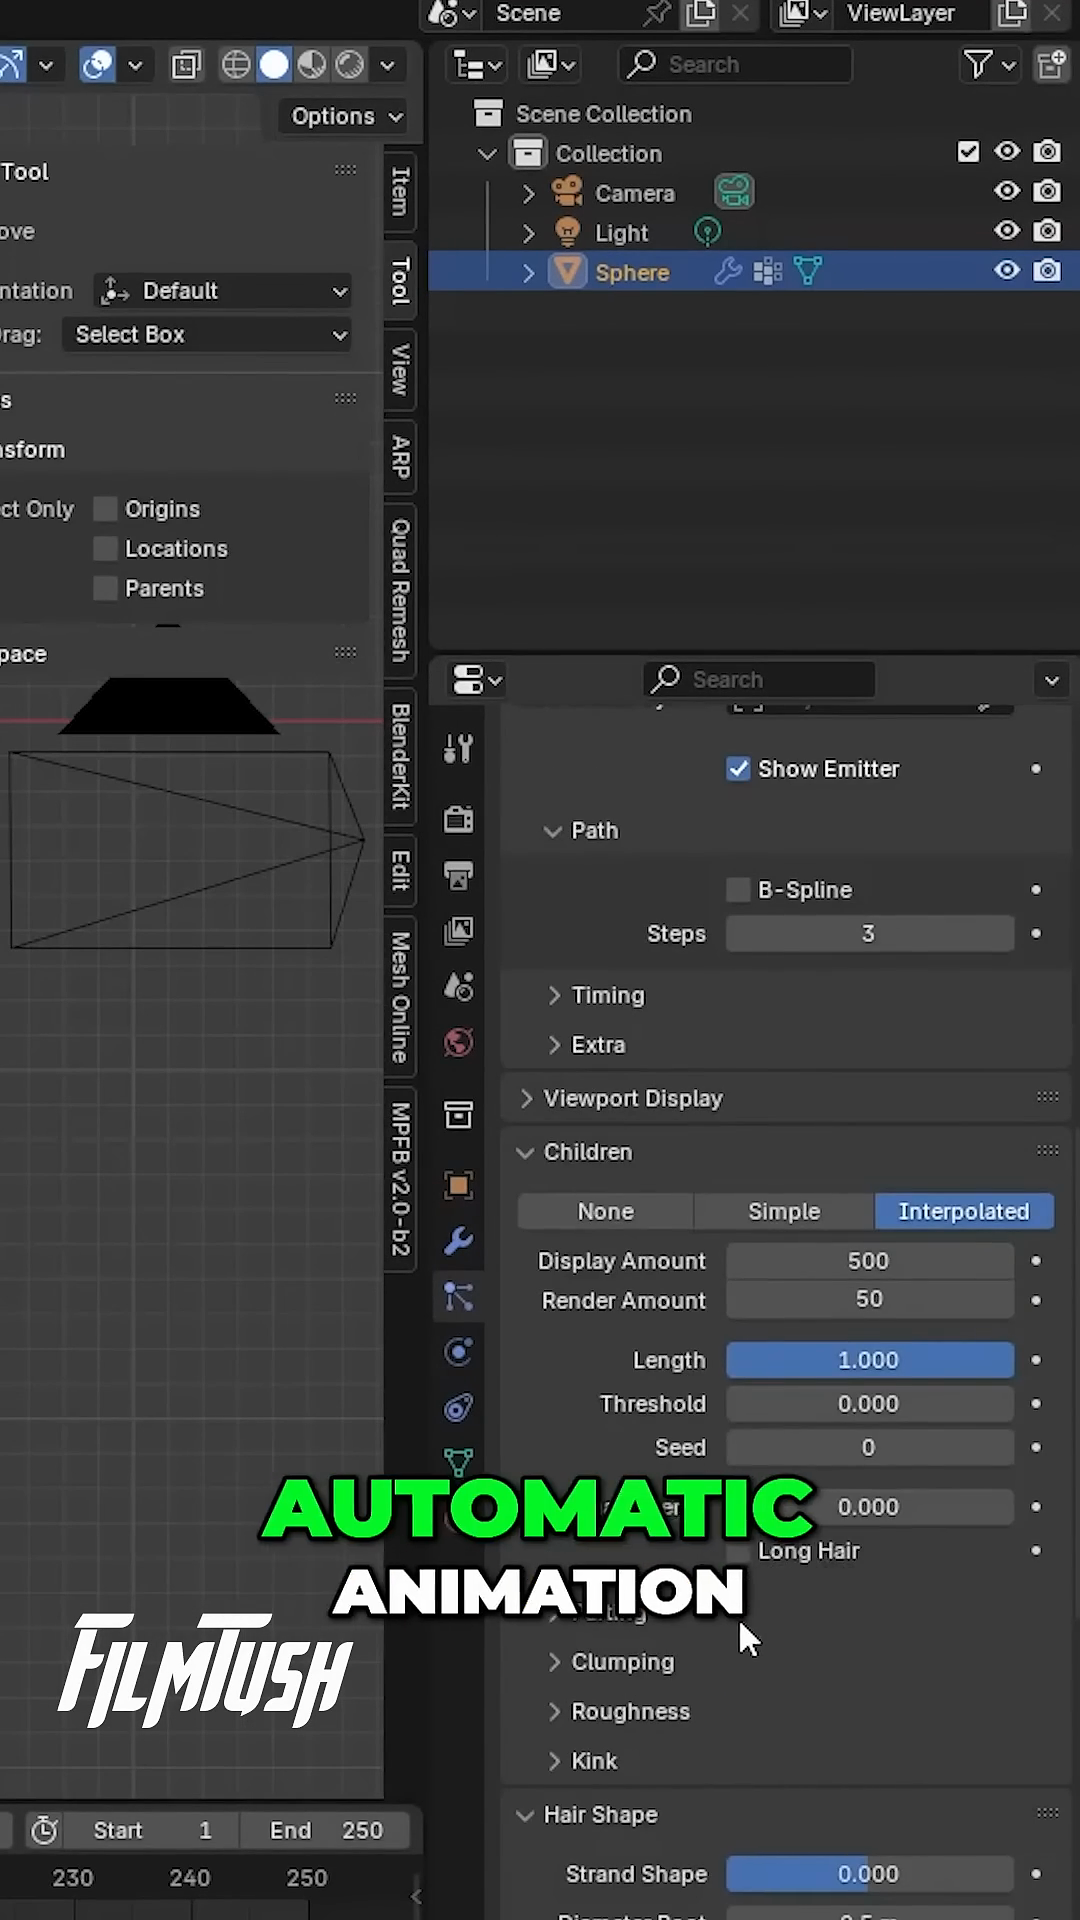 Scene
ViewLayer
Search
Options
Scene Collection
Collection
Camera
Light
Sphere
Tool
ove
ntation
Default
rag:
Select Box
s
nsform
ct Only
Origins
Locations
Parents
pace
Item
Tool
View
ARP
Quad Remesh
BlenderKit
Edit
Mesh Online
MPFB v2.0-b2
Search
Show Emitter
Path
B-Spline
Steps
3
Timing
Extra
Viewport Display
Children
None
Simple
Interpolated
Display Amount
500
Render Amount
50
Length
1.000
Threshold
0.000
Seed
0
0.000
Long Hair
AUTOMATIC
ANIMATION
FILMTUSH
Clumping
Roughness
Kink
Hair Shape
Strand Shape
0.000
Start 1
End 250
230
240
250